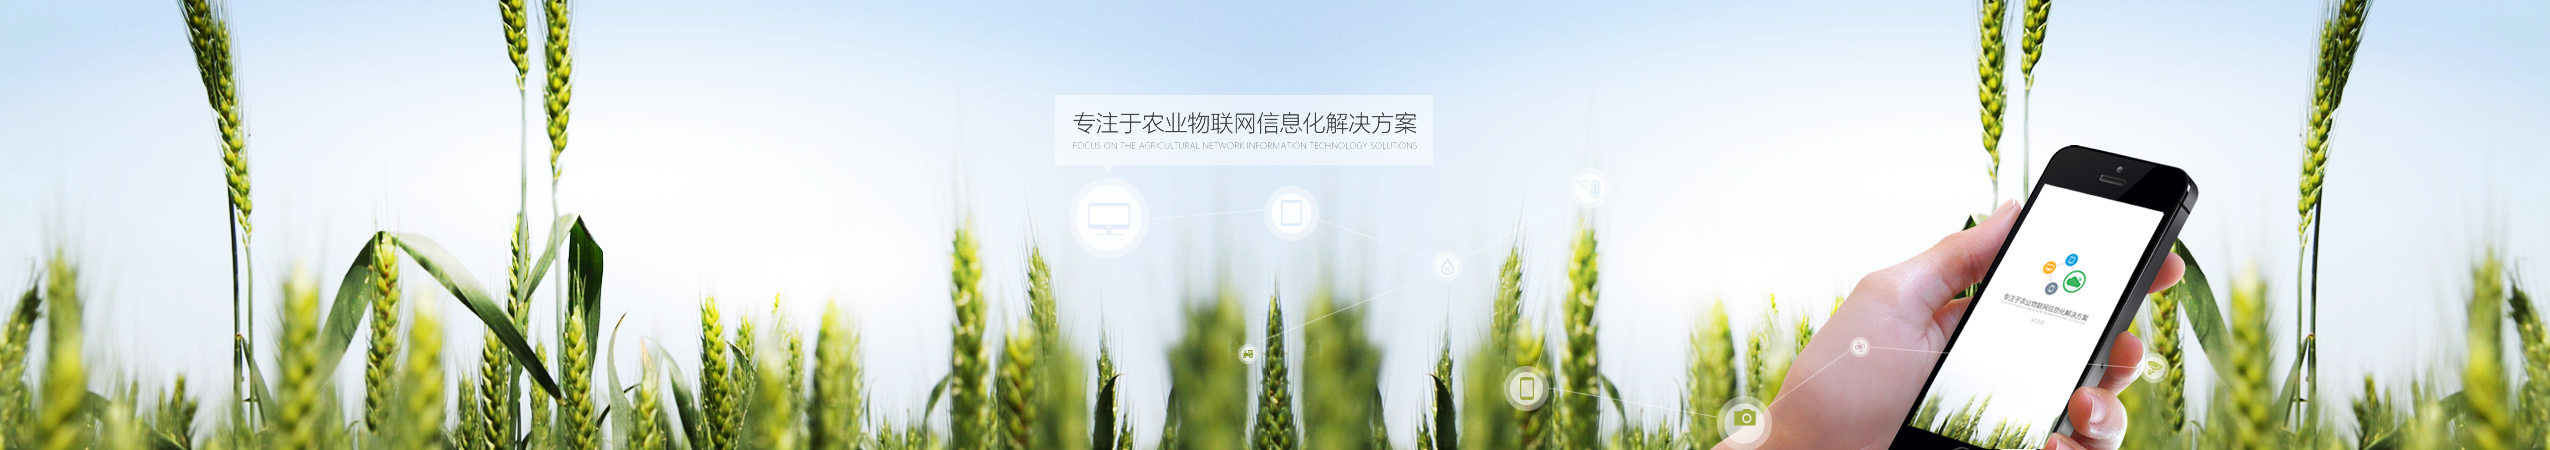 专注于农业物联网信息化解决方案
FOCUS ON THE AGRICULTURAL NETWORK INFORMATION TECHNOLOGY SOLUTIONS
专注于农业物联网信息化解决方案